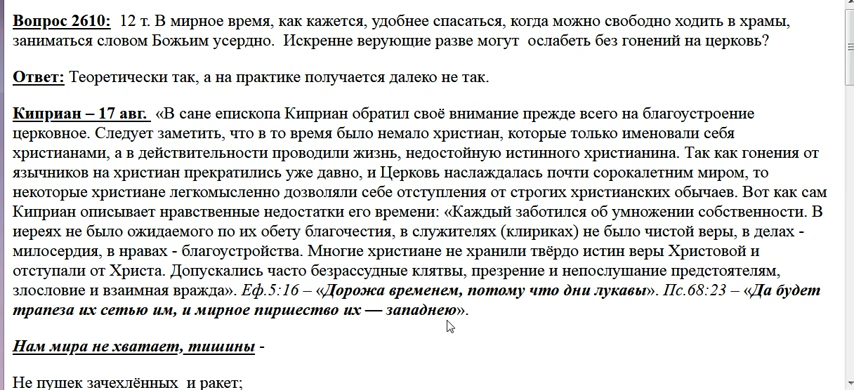 Вопрос 2610: 12 т. В мирное время, как кажется, удобнее спасаться, когда можно свободно ходить в храмы,
заниматься словом Божьим усердно. Искренне верующие разве могут ослабеть без гонений на церковь?
Ответ: Теоретически так, а на практике получается далеко не так.
Киприан – 17 авг. «В сане епископа Киприан обратил своё внимание прежде всего на благоустроение
церковное. Следует заметить, что в то время было немало христиан, которые только именовали себя
христианами, а в действительности проводили жизнь, недостойную истинного христианина. Так как гонения от
язычников на христиан прекратились уже давно, и Церковь наслаждалась почти сорокалетним миром, то
некоторые христиане легкомысленно дозволяли себе отступления от строгих христианских обычаев. Вот как сам
Киприан описывает нравственные недостатки его времени: «Каждый заботился об умножении собственности. В
иереях не было ожидаемого по их обету благочестия, в служителях (клириках) не было чистой веры, в делах -
милосердия, в нравах - благоустройства. Многие христиане не хранили твёрдо истин веры Христовой и
отступали от Христа. Допускались часто безрассудные клятвы, презрение и непослушание предстоятелям,
злословие и взаимная вражда». Еф.5:16 – «Дорожа временем, потому что дни лукавы». Пс.68:23 – «Да будет
трапеза их сетью им, и мирное пиршество их — западнею».
Нам мира не хватает, тишины -
Не пушек зачехлённых и ракет;